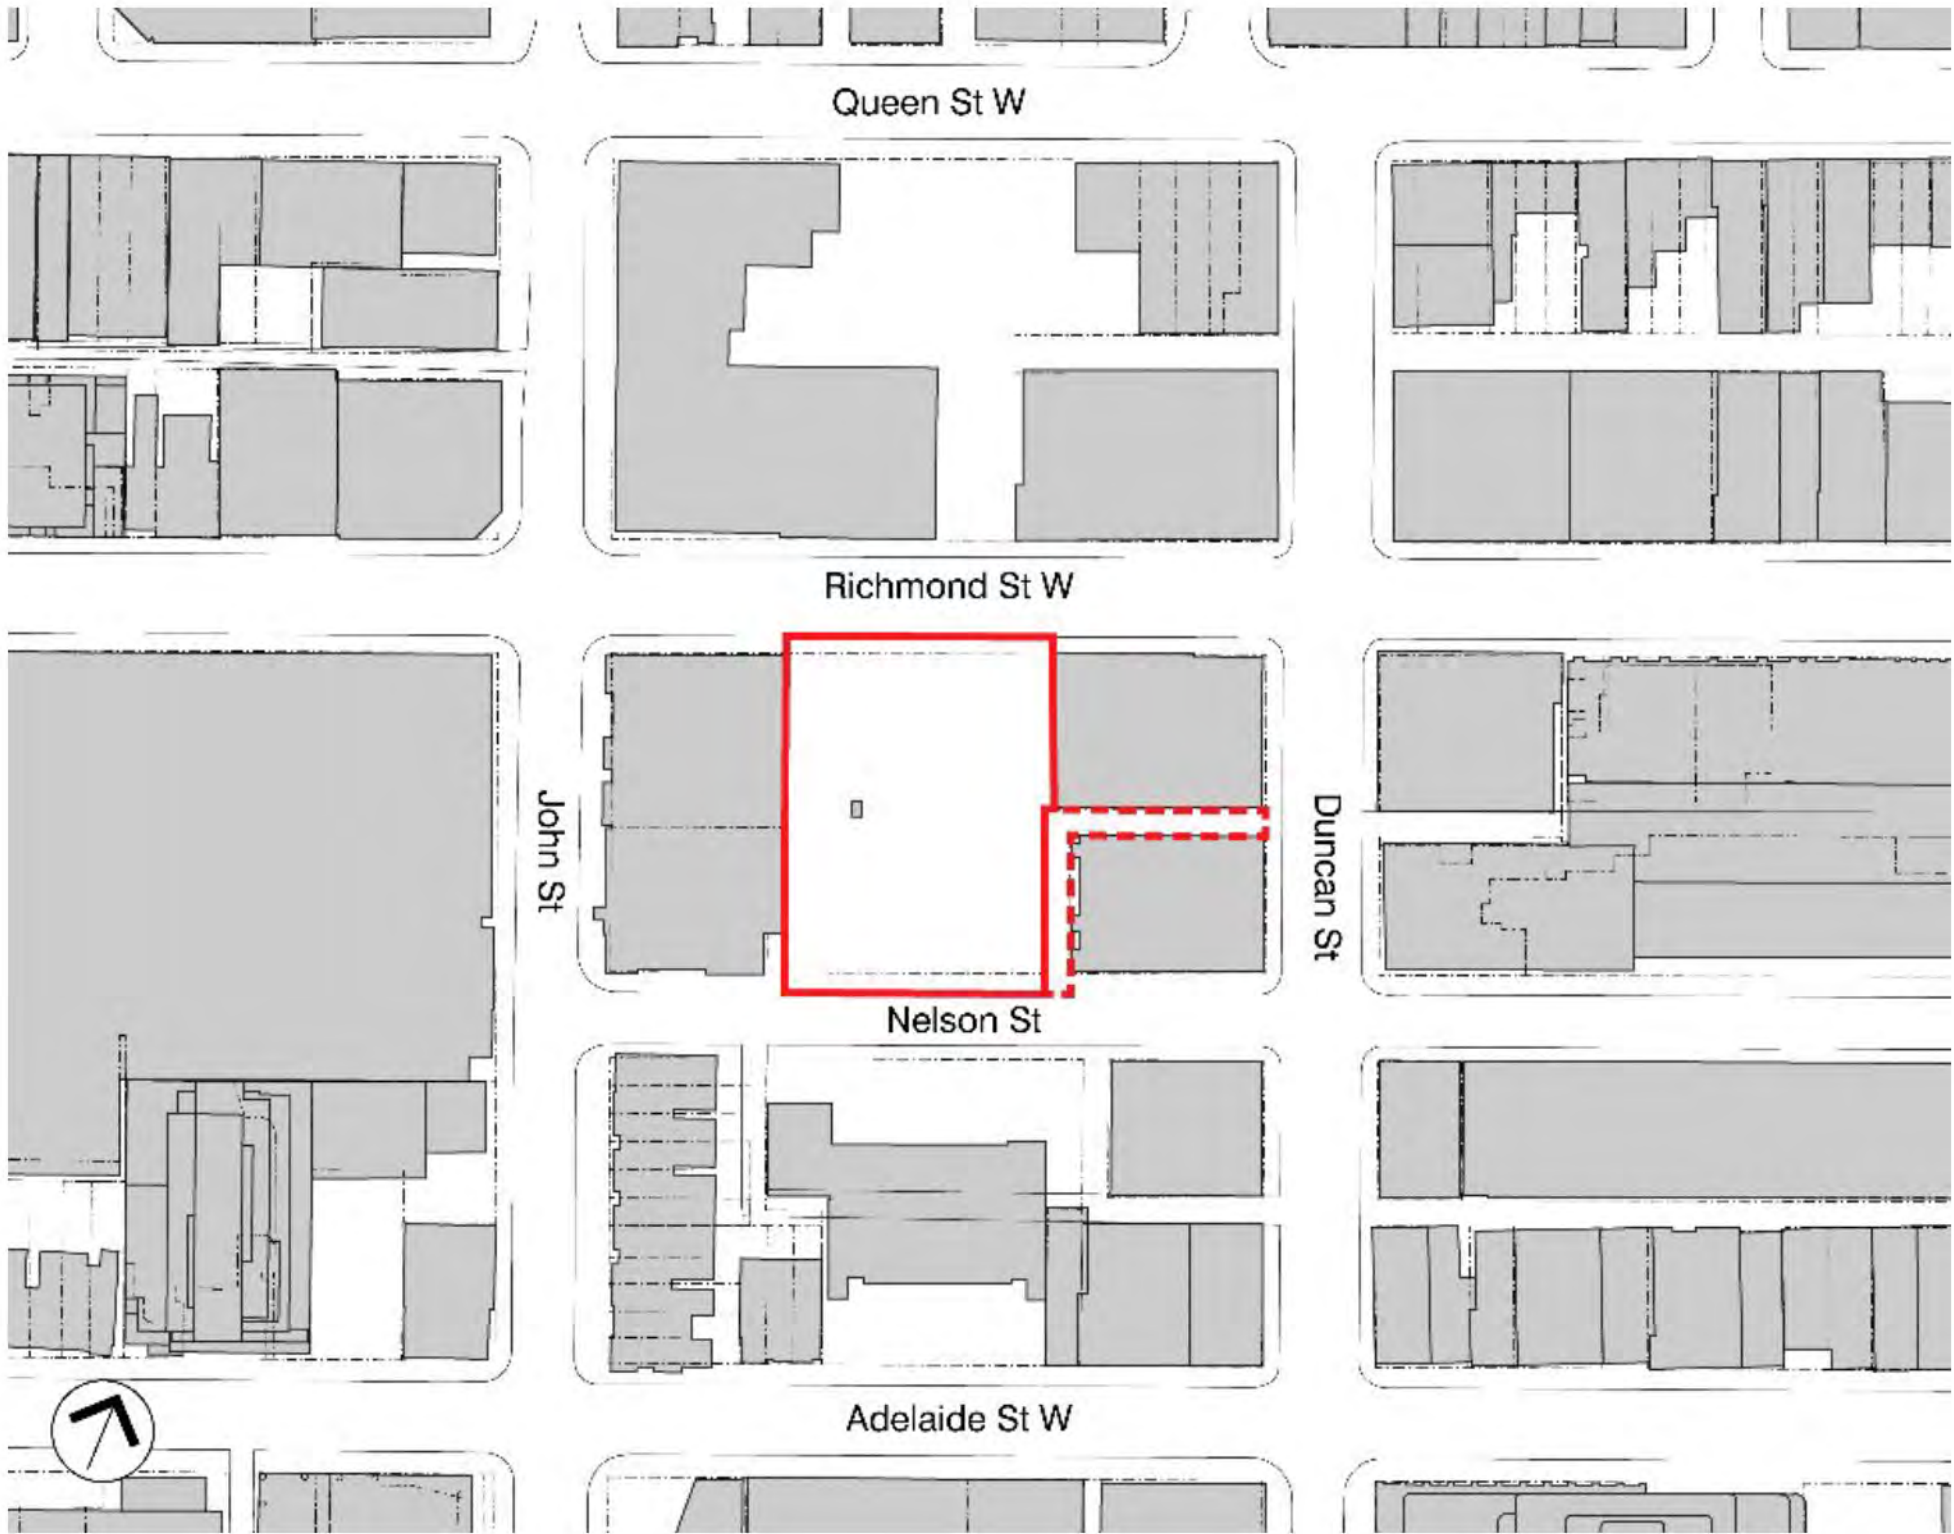 Queen St W
Richmond St W
John St
Duncan St
Nelson St
Adelaide St W